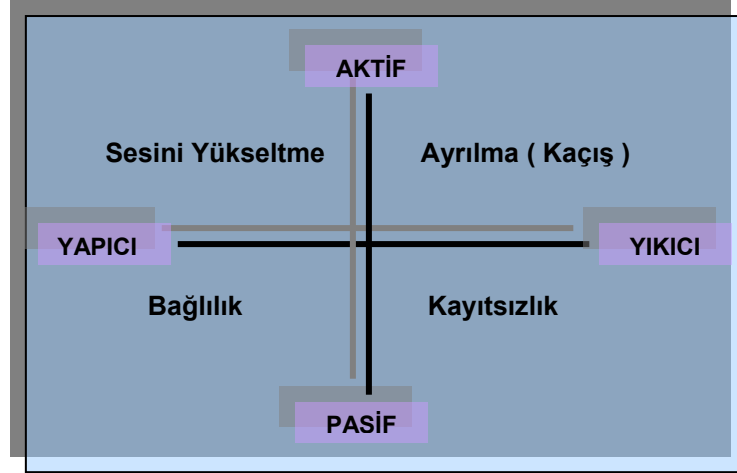 AKTİF
Sesini Yükseltme
Ayrılma ( Kaçış )
YAPICI
YIKICI
Bağlılık
Kayıtsızlık
PASİF